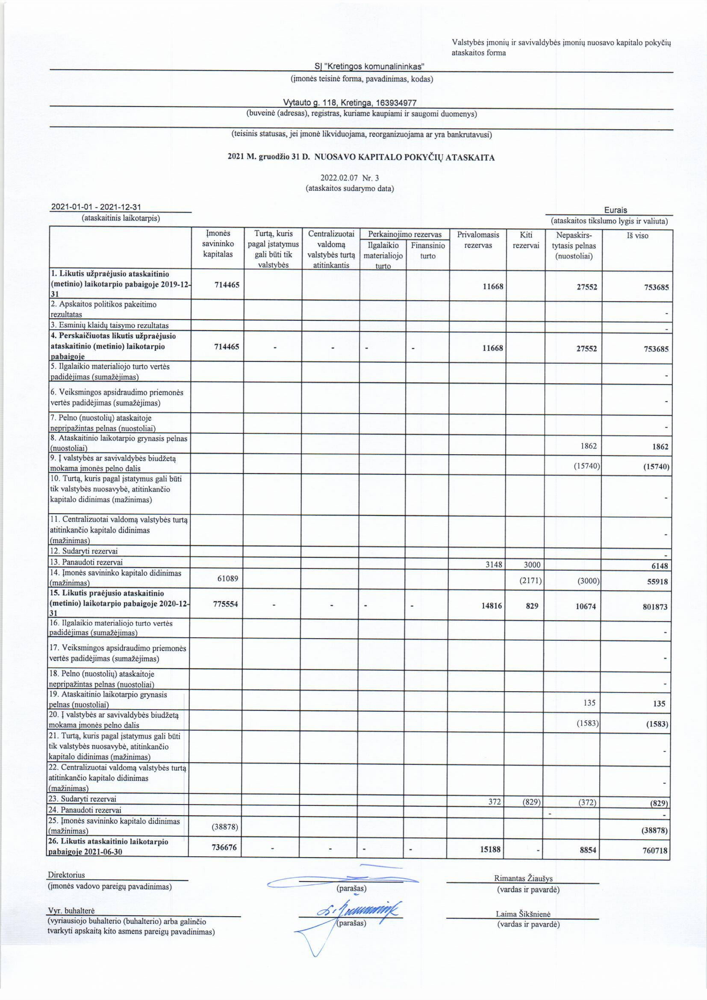 Valstybės įmonių ir savivaldybės įmonių nuosavo kapitalo pokyčių
ataskaitos forma
SĮ "Kretingos komunalininkas"
(įmonės teisinė forma, pavadinimas, kodas)
Vytauto g. 118, Kretinga, 163934977
(buveinė (adresas), registras, kuriame kaupiami ir saugomi duomenys)
(teisinis statusas, jei įmonė likviduojama, reorganizuojama ar yra bankrutavusi)
2021 M. gruodžio 31 D. NUOSAVO KAPITALO POKYČIŲ ATASKAITA
2022.02.07 Nr. 3
(ataskaitos sudarymo data)
2021-01-01 - 2021-12-31
(ataskaitinis laikotarpis)
Eurais
(ataskaitos tikslumo lygis ir valiuta)
Įmonės
savininko
kapitalas
Turtą, kuris
pagal įstatymus
gali būti tik
valstybės
Centralizuotai
valdomą
valstybės turtą
atitinkantis
Perkainojimo rezervas
Ilgalaikio
materialiojo
turto
Finansinio
turto
Privalomasis
rezervas
Kiti
rezervai
Nepaskirs-
tytasis pelnas
(nuostoliai)
Iš viso
1. Likutis užpraėjusio ataskaitinio
(metinio) laikotarpio pabaigoje 2019-12-
31
714465 11668 27552 753685
2. Apskaitos politikos pakeitimo
rezultatas
-
3. Esminių klaidų taisymo rezultatas
-
4. Perskaičiuotas likutis užpraėjusio
ataskaitinio (metinio) laikotarpio
pabaigoje
714465 - - - - 11668 27552 753685
5. Ilgalaikio materialiojo turto vertės
padidėjimas (sumažėjimas)
-
6. Veiksmingos apsidraudimo priemonės
vertės padidėjimas (sumažėjimas)
-
7. Pelno (nuostolių) ataskaitoje
nepripažintas pelnas (nuostoliai)
-
8. Ataskaitinio laikotarpio grynasis pelnas
(nuostoliai)
1862 1862
9. Į valstybės ar savivaldybės biudžetą
mokama įmonės pelno dalis
(15740) (15740)
10. Turtą, kuris pagal įstatymus gali būti
tik valstybės nuosavybė, atitinkančio
kapitalo didinimas (mažinimas)
-
11. Centralizuotai valdomą valstybės turtą
atitinkančio kapitalo didinimas
(mažinimas)
-
12. Sudaryti rezervai
-
13. Panaudoti rezervai
3148 3000 6148
14. Įmonės savininko kapitalo didinimas
(mažinimas)
61089 (2171) (3000) 55918
15. Likutis praėjusio ataskaitinio
(metinio) laikotarpio pabaigoje 2020-12-
31
775554 - - - - 14816 829 10674 801873
16. Ilgalaikio materialiojo turto vertės
padidėjimas (sumažėjimas)
-
17. Veiksmingos apsidraudimo priemonės
vertės padidėjimas (sumažėjimas)
-
18. Pelno (nuostolių) ataskaitoje
nepripažintas pelnas (nuostoliai)
-
19. Ataskaitinio laikotarpio grynasis
pelnas (nuostoliai)
135 135
20. Į valstybės ar savivaldybės biudžetą
mokama įmonės pelno dalis
(1583) (1583)
21. Turtą, kuris pagal įstatymus gali būti
tik valstybės nuosavybė, atitinkančio
kapitalo didinimas (mažinimas)
-
22. Centralizuotai valdomą valstybės turtą
atitinkančio kapitalo didinimas
(mažinimas)
-
23. Sudaryti rezervai
372 (829) (372) (829)
24. Panaudoti rezervai
- -
25. Įmonės savininko kapitalo didinimas
(mažinimas)
(38878) (38878)
26. Likutis ataskaitinio laikotarpio
pabaigoje 2021-06-30
736676 - - - - 15188 - 8854 760718
Direktorius
(įmonės vadovo pareigų pavadinimas)
(parašas)
Rimantas Žiaušys
(vardas ir pavardė)
Vyr. buhalterė
(vyriausiojo buhalterio (buhalterio) arba galinčio
tvarkyti apskaitą kito asmens pareigų pavadinimas)
(parašas)
Laima Šikšnienė
(vardas ir pavardė)